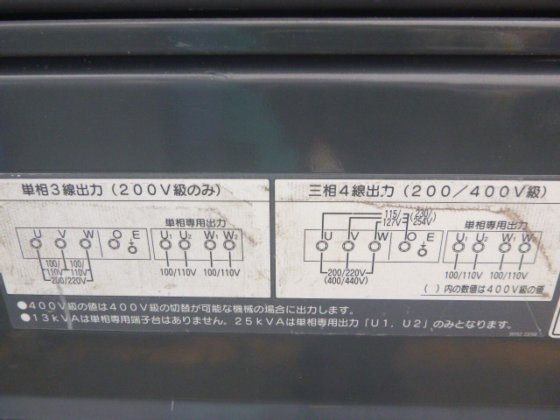 単相3線出力（200V級のみ）
単相専用出力
U V W O E U₁ U₂ W₁ W₂
100/110V 100/110V
200/220V
100/110V 100/110V
三相4線出力（200／400V級）
115/127V (230/254V)
単相専用出力
U V W O E U₁ U₂ W₁ W₂
200/220V
(400/440V)
100/110V 100/110V
（ ）内の数値は400V級の値
●400V級の値は400V級の切替が可能な機械の場合に出力します。
●13kVAは単相専用端子台はありません。25kVAは単相専用出力「U1、U2」のみとなります。